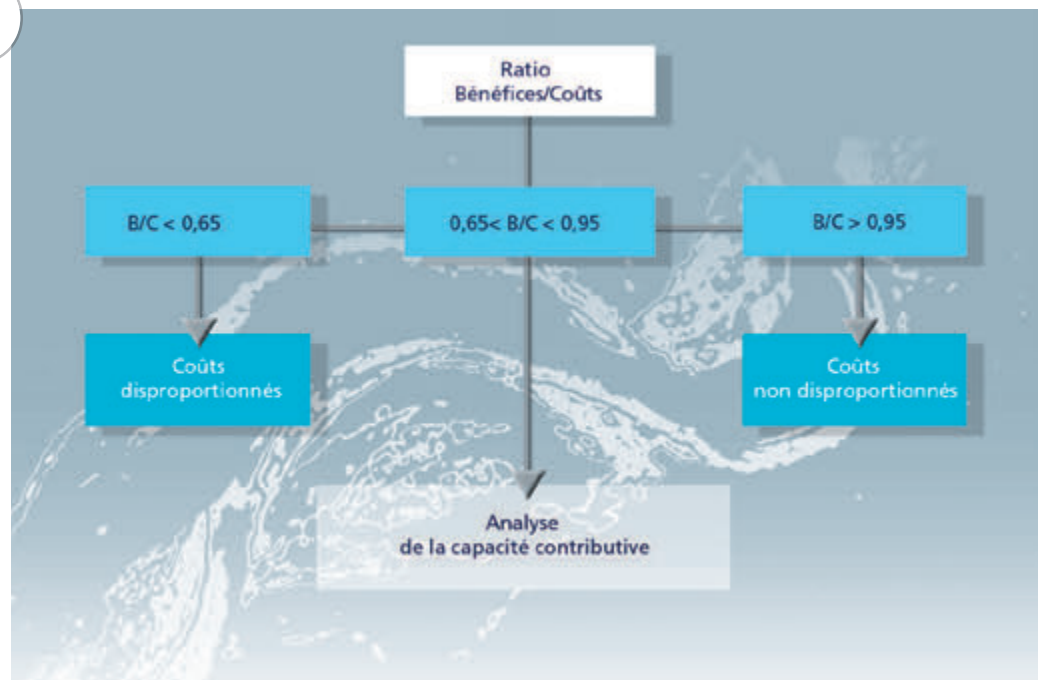 Ratio
Bénéfices/Coûts
B/C < 0,65
0,65< B/C < 0,95
B/C > 0,95
Coûts
disproportionnés
Coûts
non disproportionnés
Analyse
de la capacité contributive